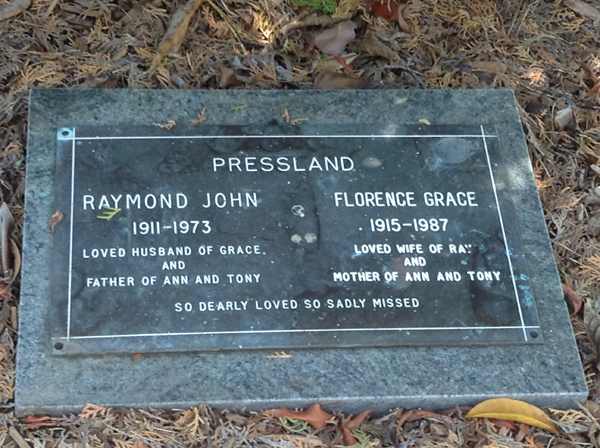 PRESSLAND
RAYMOND JOHN
1911-1973
LOVED HUSBAND OF GRACE.
AND
FATHER OF ANN AND TONY
FLORENCE GRACE
1915-1987
LOVED WIFE OF RAY
AND
MOTHER OF ANN AND TONY
SO DEARLY LOVED SO SADLY MISSED